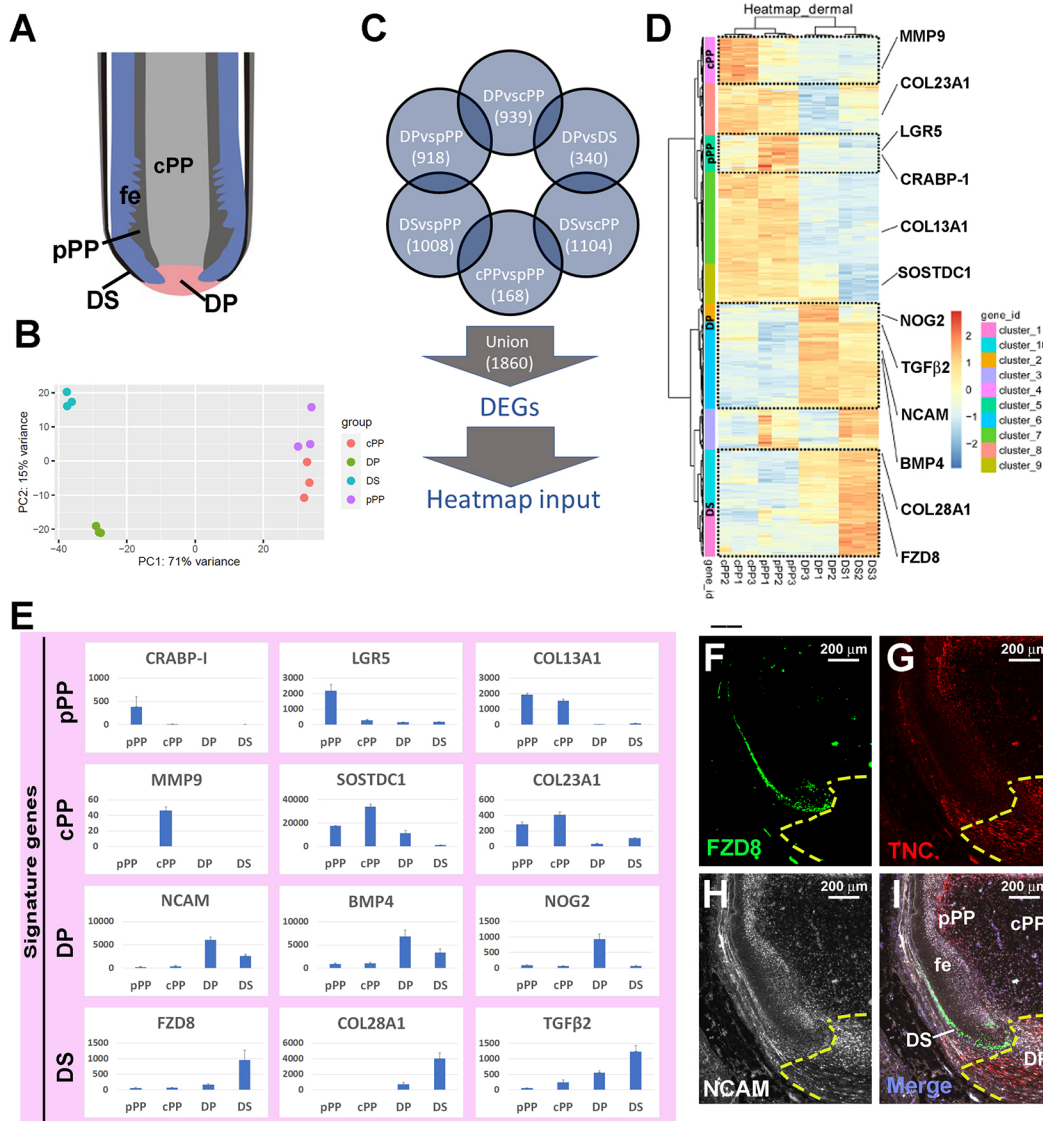 A
cPP
fe
pPP
DS
DP
B
20
10
0
−10
−20
PC2: 15% variance
−40
−20
0
20
PC1: 71% variance
group
cPP
DP
DS
pPP
C
DPvscPP
(939)
DPvspPP
(918)
DPvsDS
(340)
DSvspPP
(1008)
DSvscPP
(1104)
cPPvspPP
(168)
Union
(1860)
DEGs
Heatmap input
D
Heatmap_dermal
cPP
pPP
DP
DS
gene_id
cPP2
cPP1
cPP3
pPP1
pPP2
pPP3
DP3
DP1
DP2
DS1
DS2
DS3
MMP9
COL23A1
LGR5
CRABP-1
COL13A1
SOSTDC1
NOG2
TGFβ2
NCAM
BMP4
COL28A1
FZD8
2
1
0
−1
−2
gene_id
cluster_1
cluster_10
cluster_2
cluster_3
cluster_4
cluster_5
cluster_6
cluster_7
cluster_8
cluster_9
E
Signature genes
pPP
CRABP-I
1000
500
0
pPP cPP DP DS
LGR5
3000
2000
1000
0
pPP cPP DP DS
COL13A1
3000
2000
1000
0
pPP cPP DP DS
cPP
MMP9
60
40
20
0
pPP cPP DP DS
SOSTDC1
40000
20000
0
pPP cPP DP DS
COL23A1
600
400
200
0
pPP cPP DP DS
DP
NCAM
10000
5000
0
pPP cPP DP DS
BMP4
10000
5000
0
pPP cPP DP DS
NOG2
1500
1000
500
0
pPP cPP DP DS
DS
FZD8
1500
1000
500
0
pPP cPP DP DS
COL28A1
6000
4000
2000
0
pPP cPP DP DS
TGFβ2
1500
1000
500
0
pPP cPP DP DS
F
200 µm
FZD8
G
200 µm
TNC.
H
200 µm
NCAM
I
200 µm
pPP
cPP
fe
DS
DP
Merge